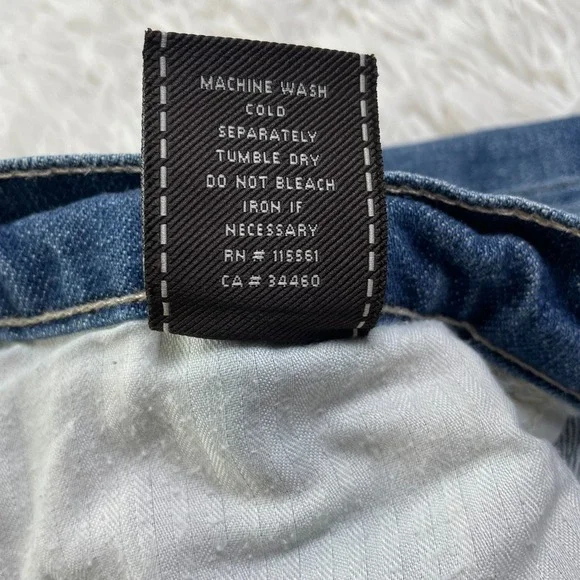 MACHINE WASH
COLD
SEPARATELY
TUMBLE DRY
DO NOT BLEACH
IRON IF
NECESSARY
RN # 115561
CA # 34460